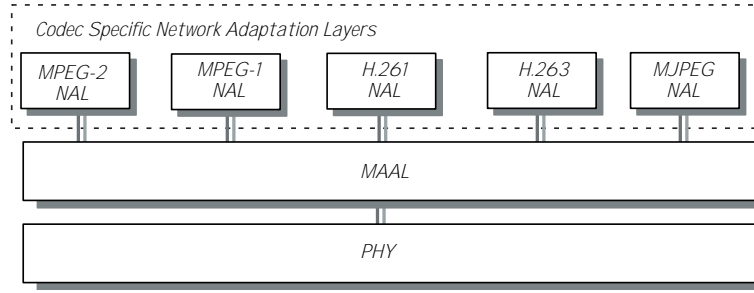 Codec Specific Network Adaptation Layers
MPEG-2
NAL
MPEG-1
NAL
H.261
NAL
H.263
NAL
MJPEG
NAL
MAAL
PHY